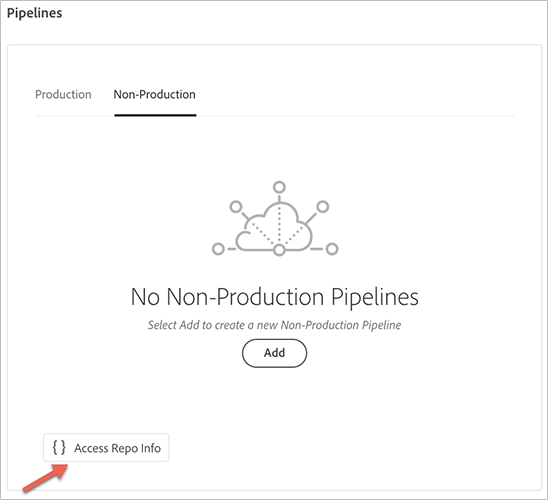 Pipelines
Production
Non-Production
No Non-Production Pipelines
Select Add to create a new Non-Production Pipeline
Add
{ } Access Repo Info